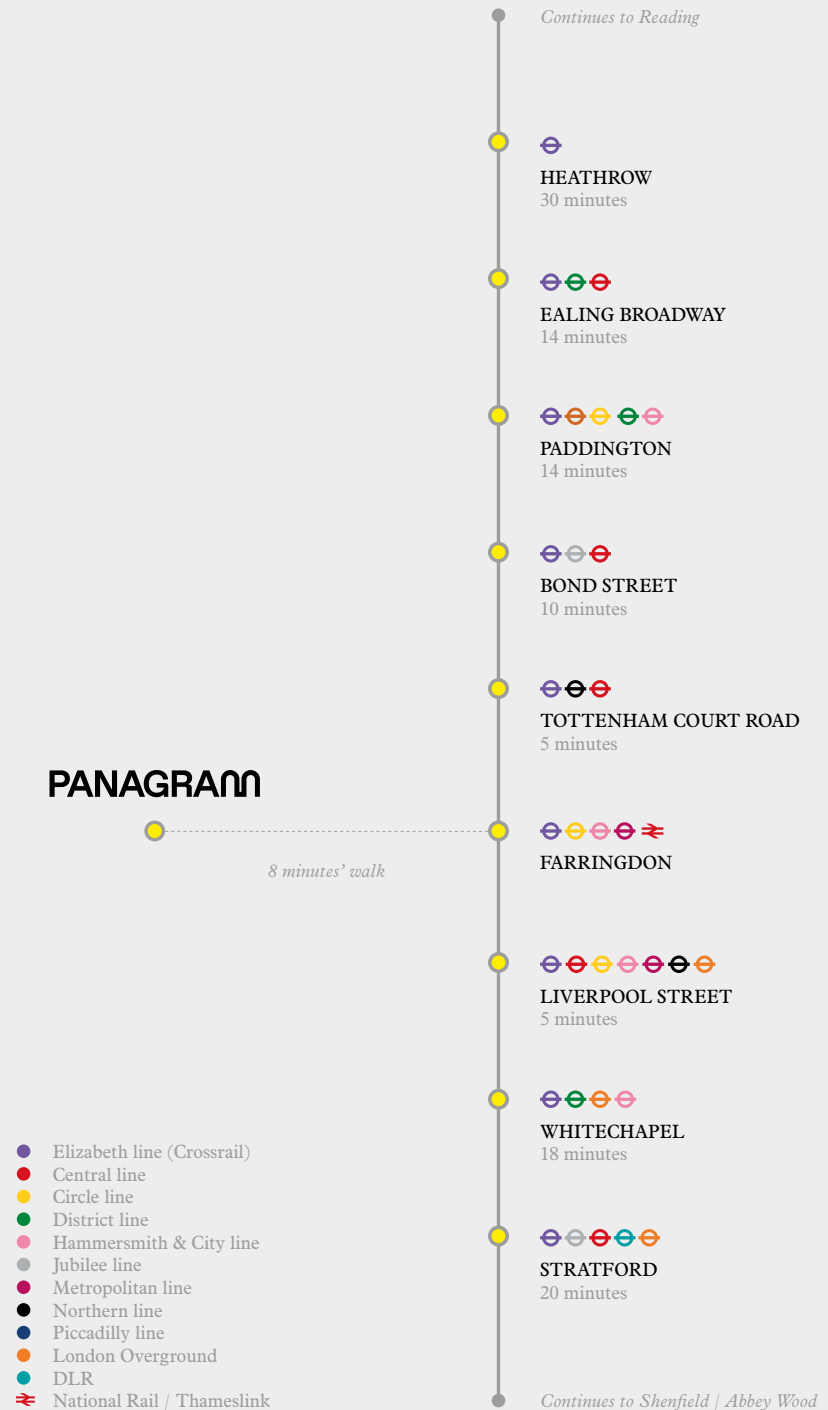 Continues to Reading
HEATHROW
30 minutes
EALING BROADWAY
14 minutes
PADDINGTON
14 minutes
BOND STREET
10 minutes
TOTTENHAM COURT ROAD
5 minutes
PANAGRAM
8 minutes’ walk
FARRINGDON
LIVERPOOL STREET
5 minutes
WHITECHAPEL
18 minutes
STRATFORD
20 minutes
Continues to Shenfield / Abbey Wood
Elizabeth line (Crossrail)
Central line
Circle line
District line
Hammersmith & City line
Jubilee line
Metropolitan line
Northern line
Piccadilly line
London Overground
DLR
National Rail / Thameslink